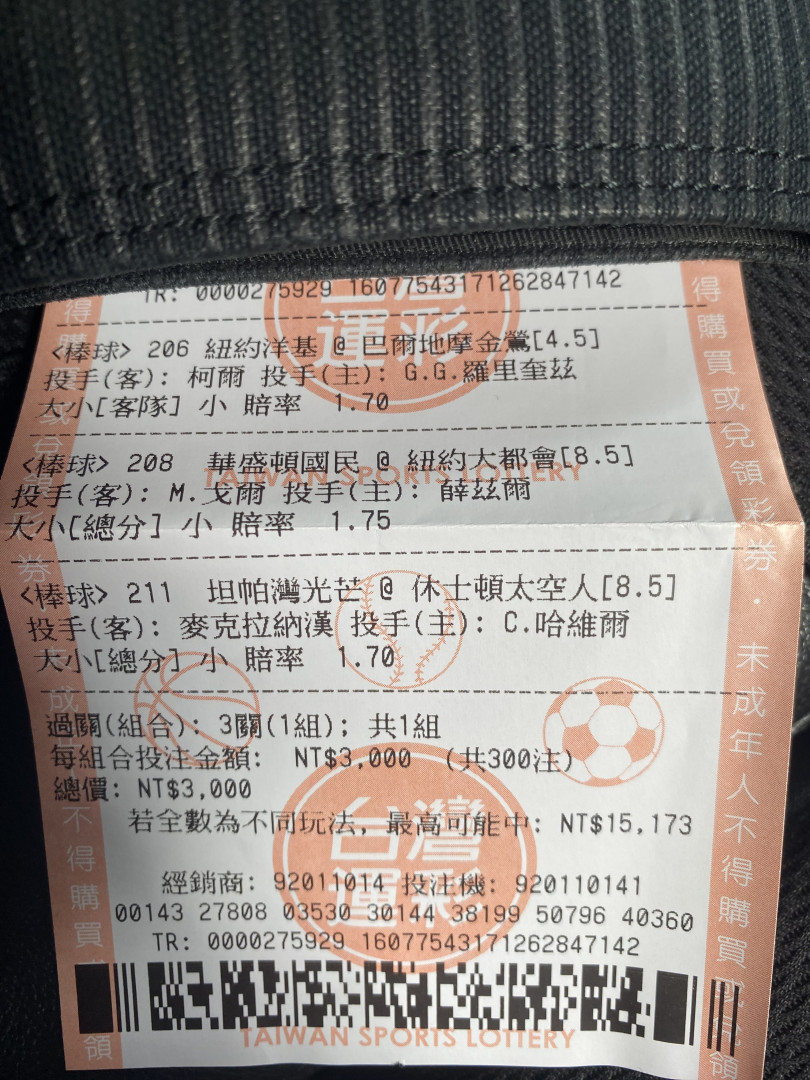 TR: 0000275929 16077543171262847142
<棒球> 206 紐約洋基 @ 巴爾地摩金鶯[4.5]
投手(客): 柯爾 投手(主): G.G.羅里奎茲
大小[客隊] 小 賠率 1.70
<棒球> 208 華盛頓國民 @ 紐約大都會[8.5]
TAIWAN SPORTS LOTTERY
投手(客): M.戈爾 投手(主): 薛茲爾
大小[總分] 小 賠率 1.75
<棒球> 211 坦帕灣光芒 @ 休士頓太空人[8.5]
投手(客): 麥克拉納漢 投手(主): C.哈維爾
大小[總分] 小 賠率 1.70
過關(組合): 3關(1組); 共1組
每組合投注金額: NT$3,000 (共300注)
總價: NT$3,000
若全數為不同玩法, 最高可能中: NT$15,173
台灣運彩
經銷商: 92011014 投注機: 920110141
00143 27808 03530 30144 38199 50796 40360
TR: 0000275929 16077543171262847142
TAIWAN SPORTS LOTTERY
得購買或兌領彩券・未成年人不得購買或兌領